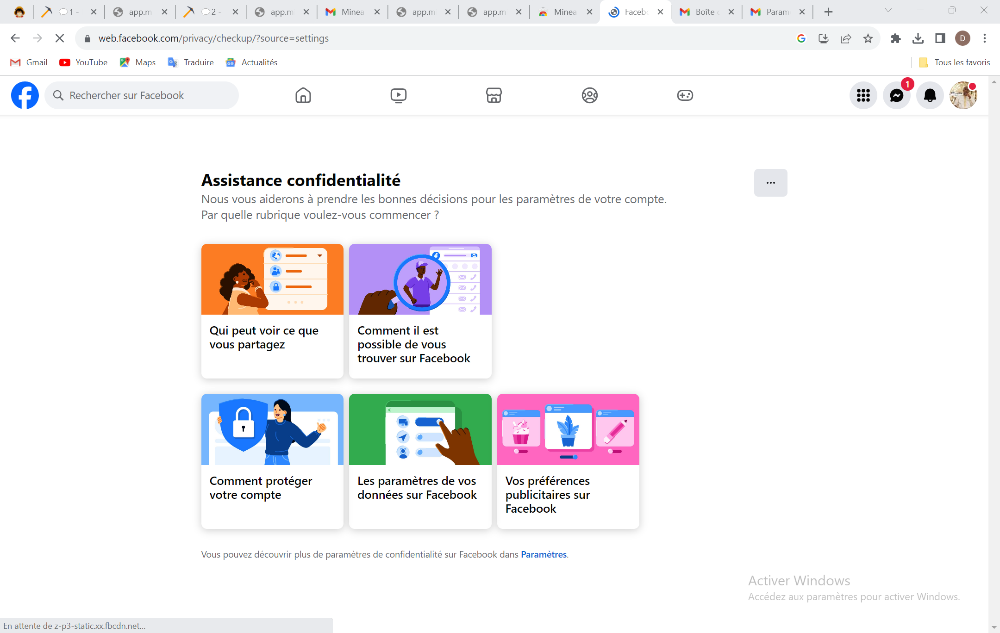 1 -
app.m
2 -
app.m
Minea
app.m
app.m
Minea
Facebo
Boîte
Param
web.facebook.com/privacy/checkup/?source=settings
D
Gmail
YouTube
Maps
Traduire
Actualités
Tous les favoris
Rechercher sur Facebook
1
Assistance confidentialité
Nous vous aiderons à prendre les bonnes décisions pour les paramètres de votre compte.
Par quelle rubrique voulez-vous commencer ?
Qui peut voir ce que
vous partagez
Comment il est
possible de vous
trouver sur Facebook
Comment protéger
votre compte
Les paramètres de vos
données sur Facebook
Vos préférences
publicitaires sur
Facebook
Vous pouvez découvrir plus de paramètres de confidentialité sur Facebook dans Paramètres.
Activer Windows
Accédez aux paramètres pour activer Windows.
En attente de z-p3-static.xx.fbcdn.net...